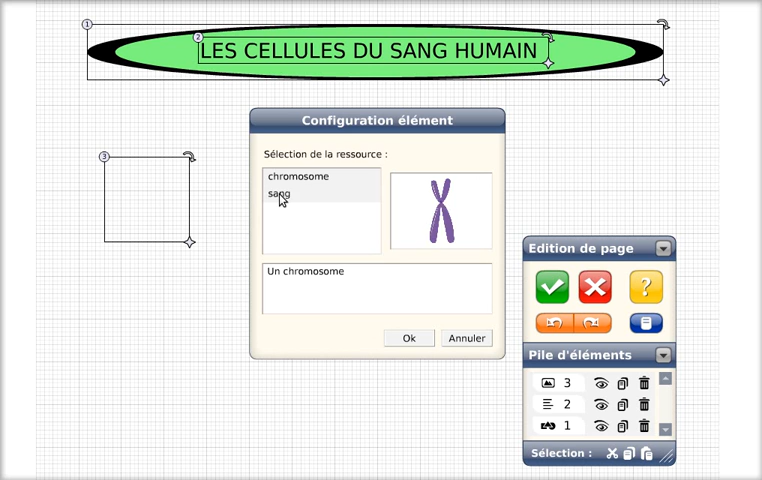 1
2
LES CELLULES DU SANG HUMAIN
Configuration élément
Sélection de la ressource :
3
chromosome
sang
Un chromosome
Ok
Annuler
Edition de page
?
Pile d'éléments
3
2
1
Sélection :